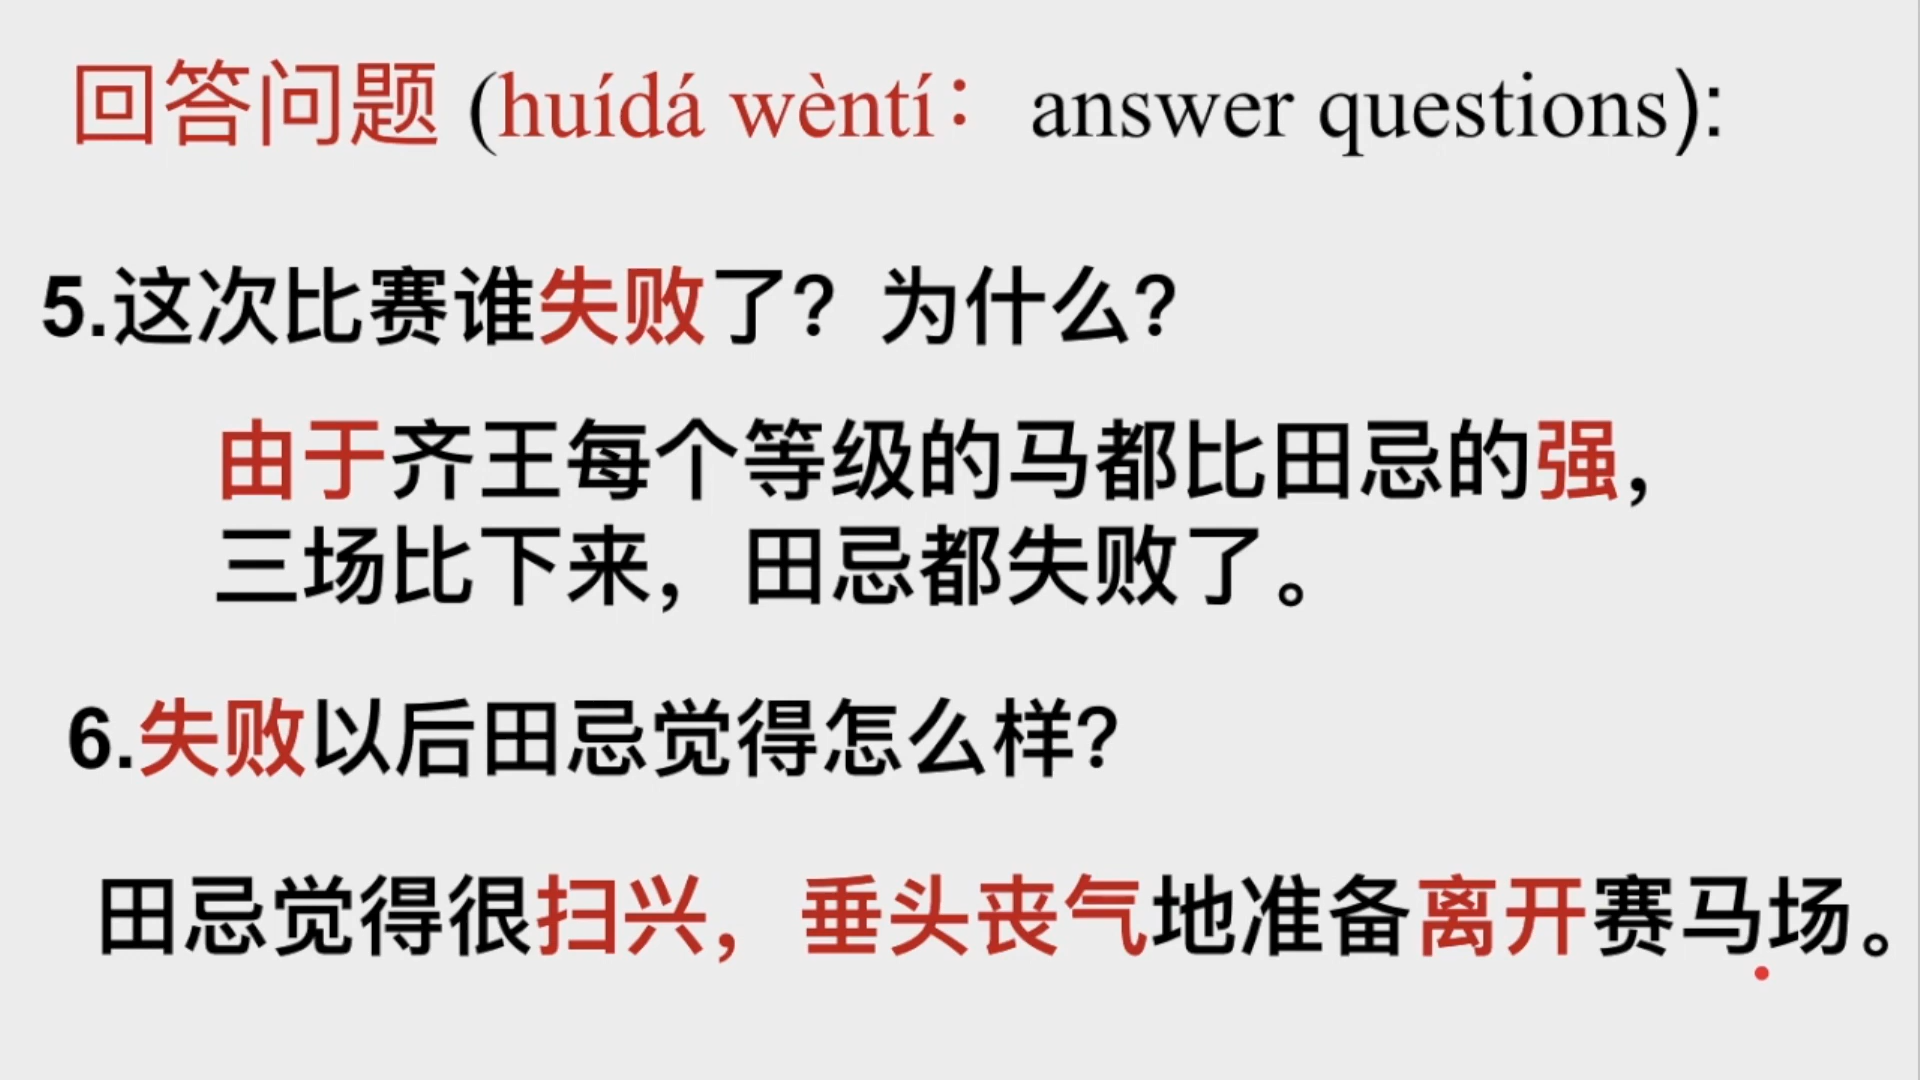 回答问题 (huídá wèntí： answer questions):
5.这次比赛谁失败了？为什么？
由于齐王每个等级的马都比田忌的强，
三场比下来，田忌都失败了。
6.失败以后田忌觉得怎么样？
田忌觉得很扫兴，垂头丧气地准备离开赛马场。